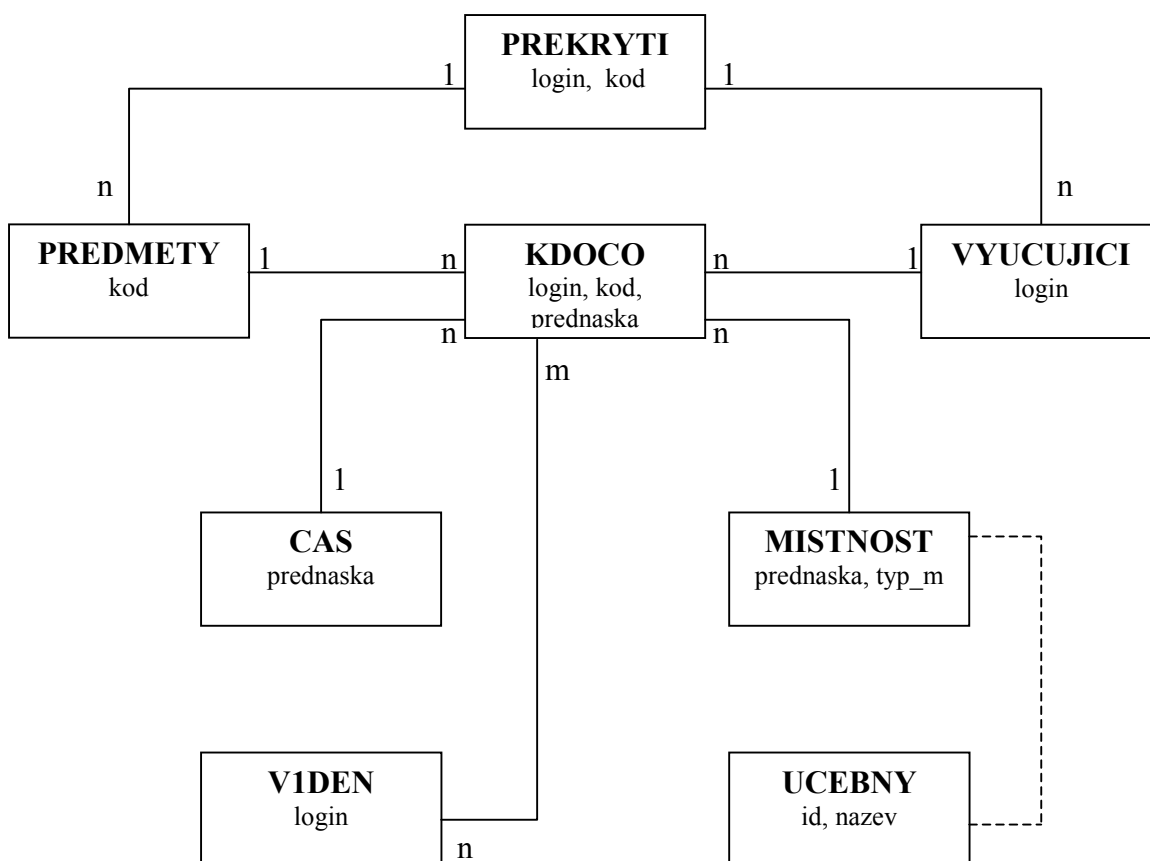 PREKRYTI
login, kod
1
1
n
n
PREDMETY
kod
1
n
KDOCO
login, kod,
prednaska
n
1
VYUCUJICI
login
n
n
m
1
1
CAS
prednaska
MISTNOST
prednaska, typ_m
V1DEN
login
n
UCEBNY
id, nazev